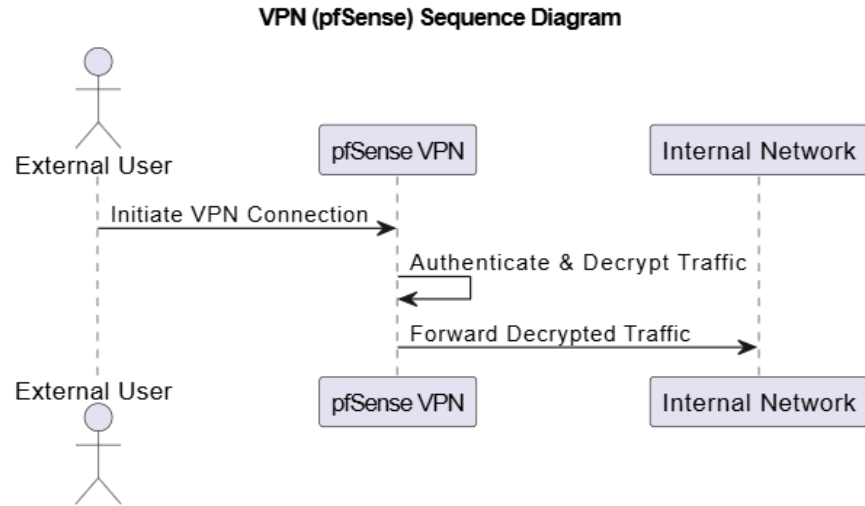 VPN (pfSense) Sequence Diagram
External User
pfSense VPN
Internal Network
Initiate VPN Connection
Authenticate & Decrypt Traffic
Forward Decrypted Traffic
External User
pfSense VPN
Internal Network